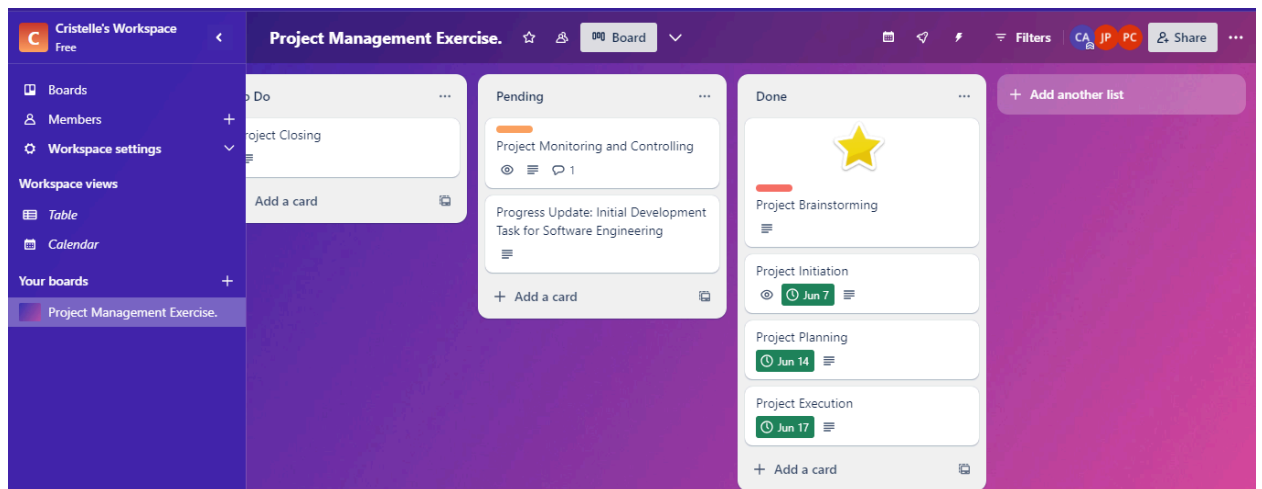 C
Cristelle's Workspace
Free
Project Management Exercise.
Board
Filters
CA JP PC
Share
Boards
Members
Workspace settings
Workspace views
Table
Calendar
Your boards
Project Management Exercise.
Do
Closing
Add a card
Pending
Project Monitoring and Controlling
1
Progress Update: Initial Development
Task for Software Engineering
Add a card
Done
Project Brainstorming
Project Initiation
Jun 7
Project Planning
Jun 14
Project Execution
Jun 17
Add a card
Add another list